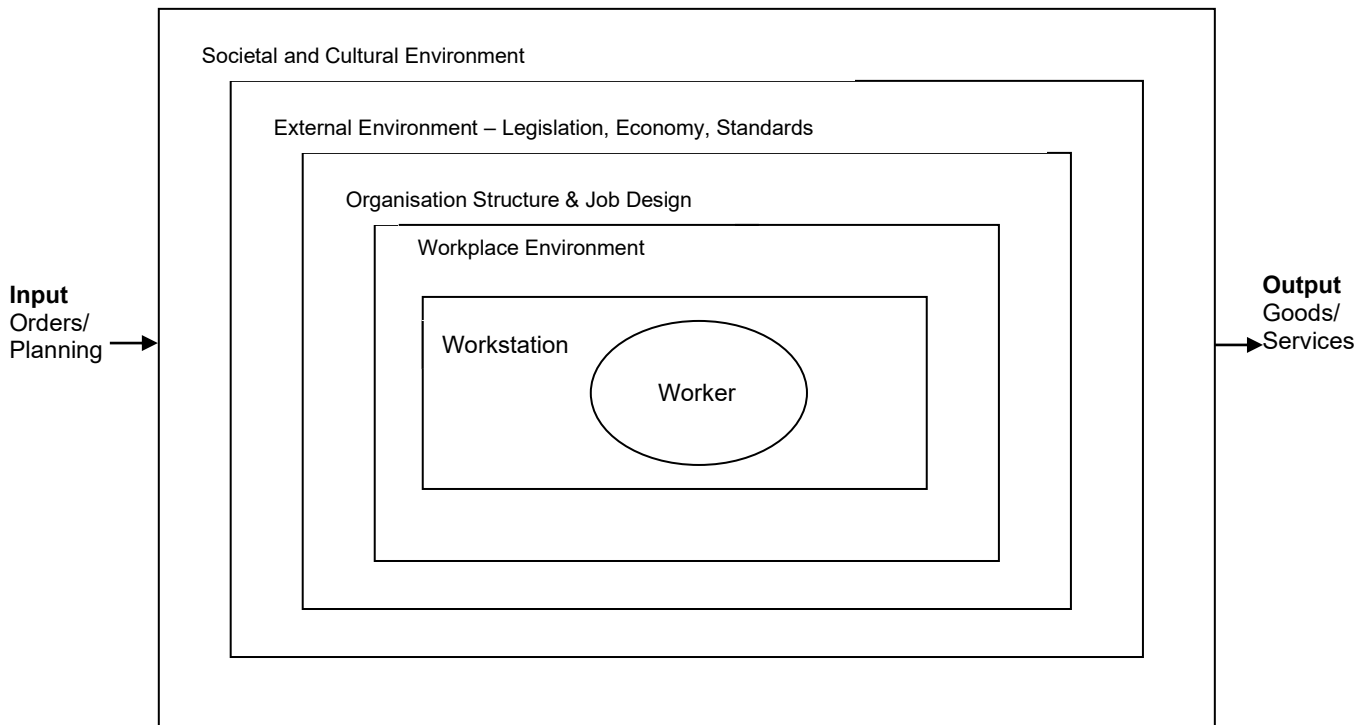 Societal and Cultural Environment
External Environment – Legislation, Economy, Standards
Organisation Structure & Job Design
Workplace Environment
Input
Orders/
Planning
Workstation
Worker
Output
Goods/
Services